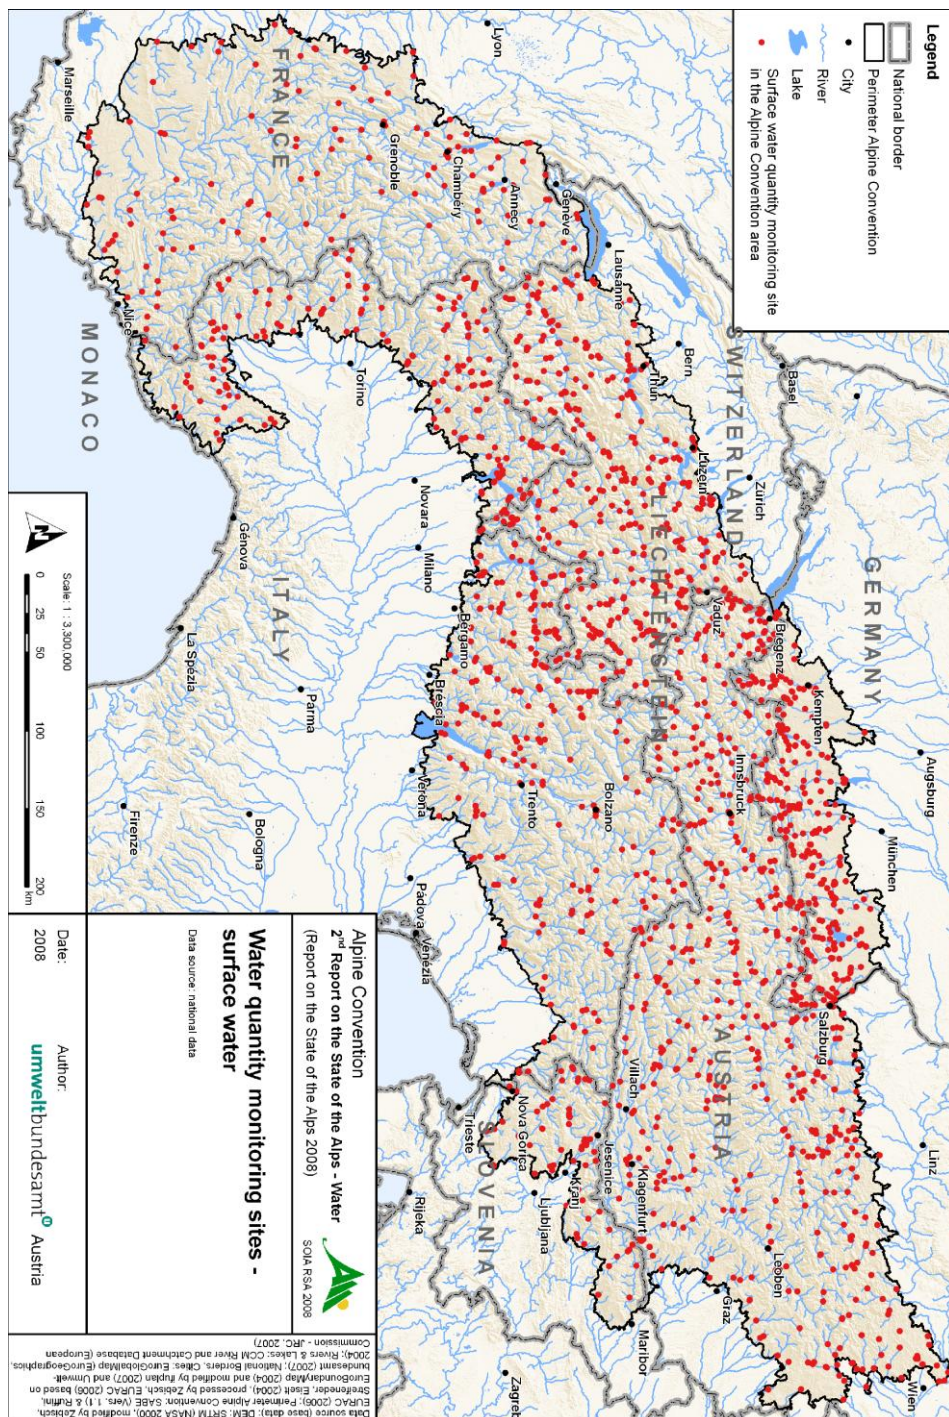 Legend
National border
Perimeter Alpine Convention
City
River
Lake
Surface water quantity monitoring site
in the Alpine Convention area
Lyon
Marseille
FRANCE
Grenoble
Chambéry
Annecy
Genève
Lausanne
Nice
MONACO
Torino
Bern
Thun
Basel
SWITZERLAND
Luzern
Zürich
Novara
Milano
Génova
ITALY
LIECHTENSTEIN
Vaduz
Bregenz
GERMANY
Kempten
Augsburg
München
Bérgamo
Bréscia
La Spézia
Parma
Verona
Trento
Bolzano
Innsbruck
Firenze
Bologna
Pádova
Venézia
Salzburg
AUSTRIA
Villach
Linz
Nova Gorica
Trieste
SLOVENIA
Jesenice
Klagenfurt
Kranj
Ljubljana
Rijeka
Leoben
Graz
Maribor
Wien
Zagreb
N
Scale: 1 : 3,300,000
0 25 50 100 150 200
km
Alpine Convention
2nd Report on the State of the Alps - Water
(Report on the State of the Alps 2008)
SOIA RSA 2008
Water quantity monitoring sites -
surface water
Data source: national data
Date:
2008
Author:
umweltbundesamt Austria
Data source (base data): DEM: SRTM (NASA 2000), modified by Zebisch,
EURAC (2006); Perimeter Alpine Convention: SABE (Vers. 1.1) & Ruffini,
Streifeneder, Eiselt (2004), processed by Zebisch, EURAC (2006) based on
EuroBoundaryMap (2004) and modified by ifuplan (2007) and Umwelt-
bundesamt (2007); National Borders, Cities: EuroGlobalMap (EuroGeographics,
2004); Rivers & Lakes: CCM River and Catchment Database (European
Commission - JRC, 2007)